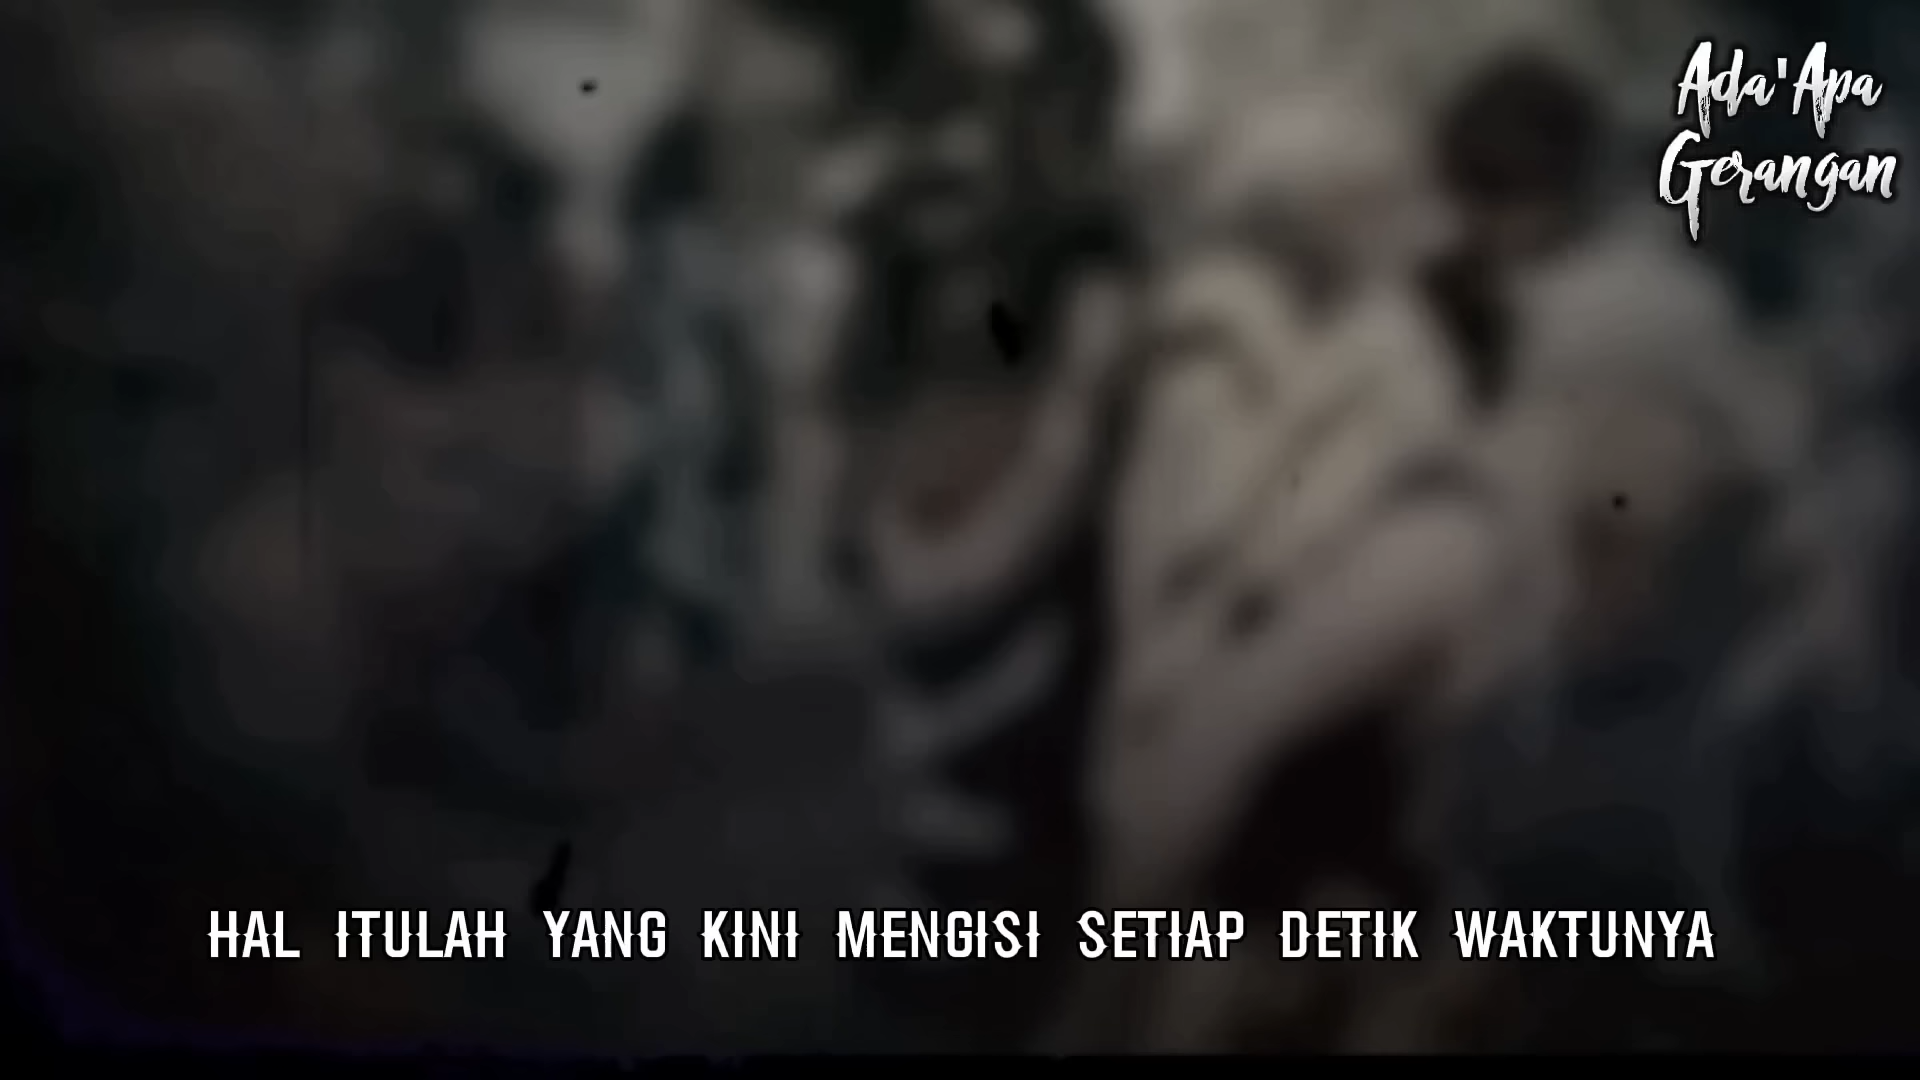 Ada'Apa
Gerangan
HAL ITULAH YANG KINI MENGISI SETIAP DETIK WAKTUNYA